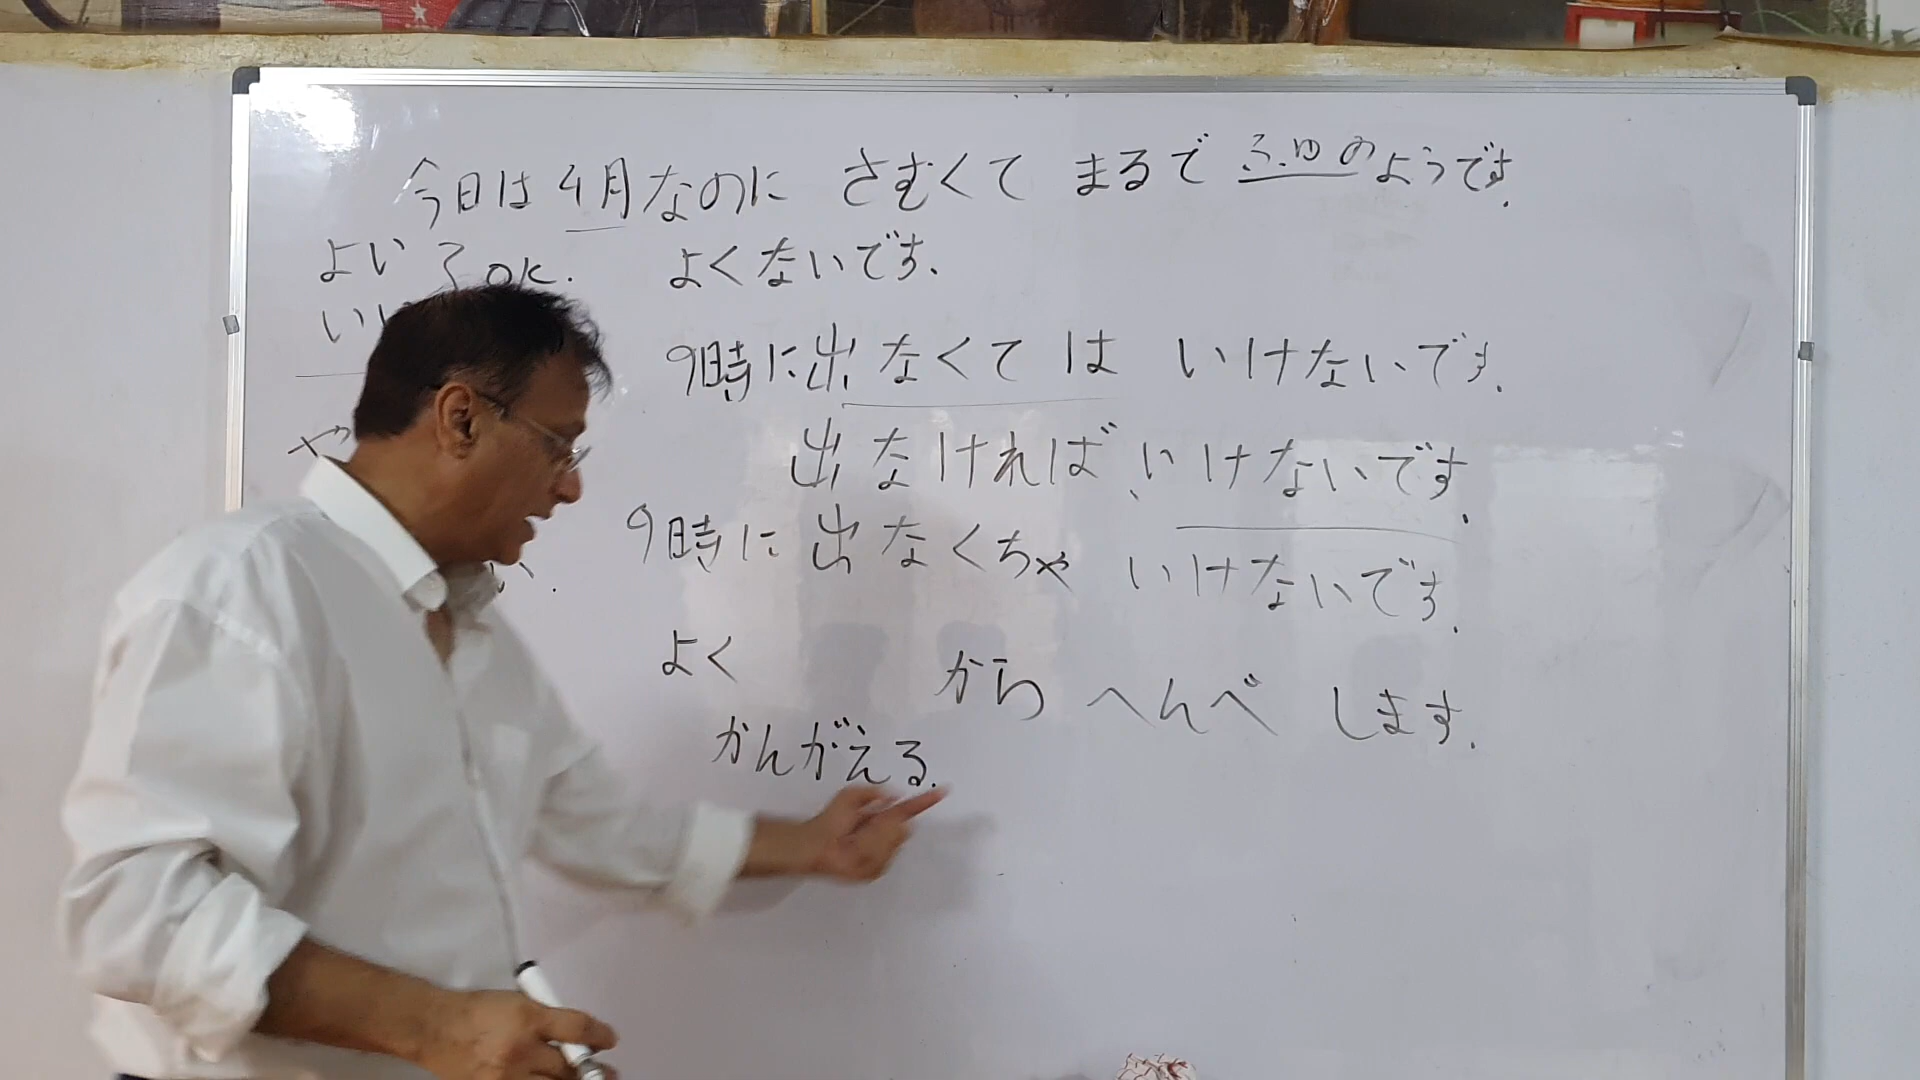 今日は4月なのに さむくて まるで ふゆのようです.
よい } OK. よくないです.
いい
9時に出なくては いけないです.
出なければ いけないです.
9時に出なくちゃ いけないです.
よく から へんべ します.
かんがえる.